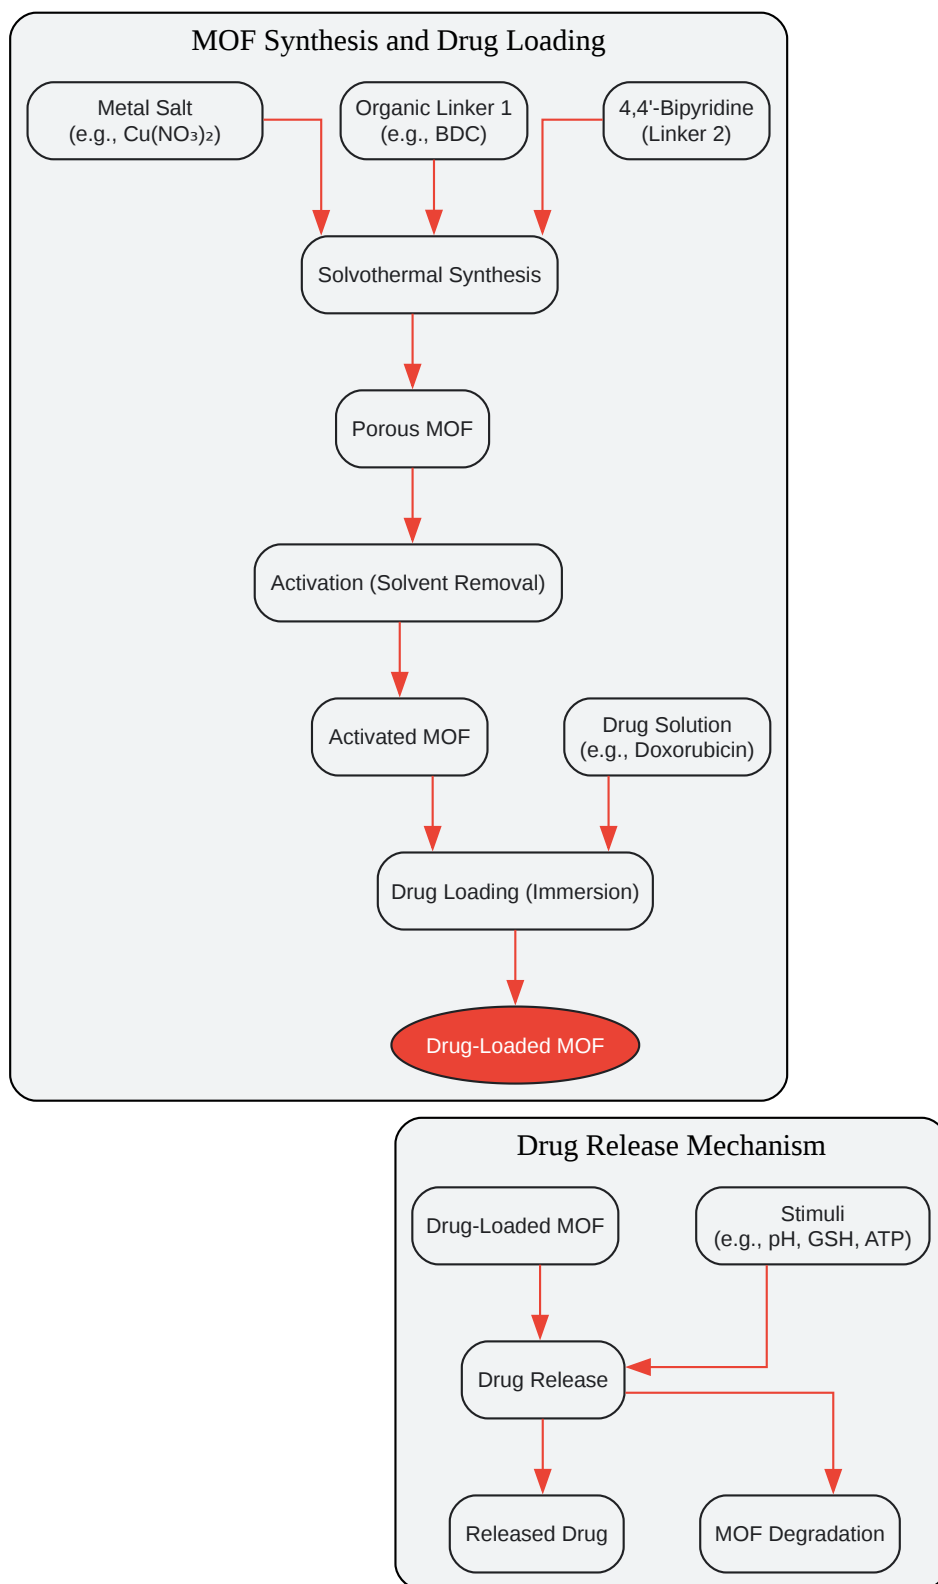 MOF Synthesis and Drug Loading
Metal Salt
(e.g., Cu(NO₃)₂)
Organic Linker 1
(e.g., BDC)
4,4'-Bipyridine
(Linker 2)
Solvothermal Synthesis
Porous MOF
Activation (Solvent Removal)
Activated MOF
Drug Solution
(e.g., Doxorubicin)
Drug Loading (Immersion)
Drug-Loaded MOF
Drug Release Mechanism
Drug-Loaded MOF
Stimuli
(e.g., pH, GSH, ATP)
Drug Release
Released Drug
MOF Degradation